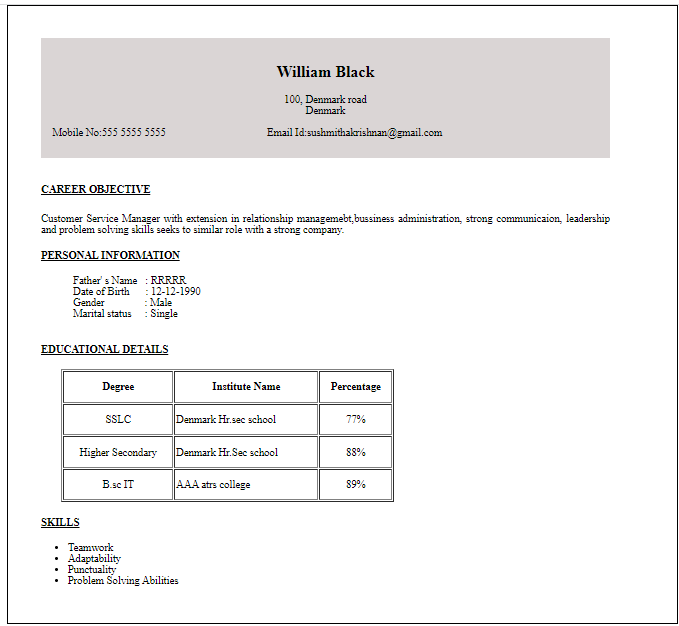 William Black
100, Denmark road
Denmark
Mobile No:555 5555 5555 Email Id:sushmithakrishnan@gmail.com
CAREER OBJECTIVE
Customer Service Manager with extension in relationship managemebt,bussiness administration, strong communicaion, leadership
and problem solving skills seeks to similar role with a strong company.
PERSONAL INFORMATION
Father' s Name : RRRRR
Date of Birth : 12-12-1990
Gender : Male
Marital status : Single
EDUCATIONAL DETAILS
Degree Institute Name Percentage
SSLC Denmark Hr.sec school 77%
Higher Secondary Denmark Hr.Sec school 88%
B.sc IT AAA atrs college 89%
SKILLS
• Teamwork
• Adaptability
• Punctuality
• Problem Solving Abilities